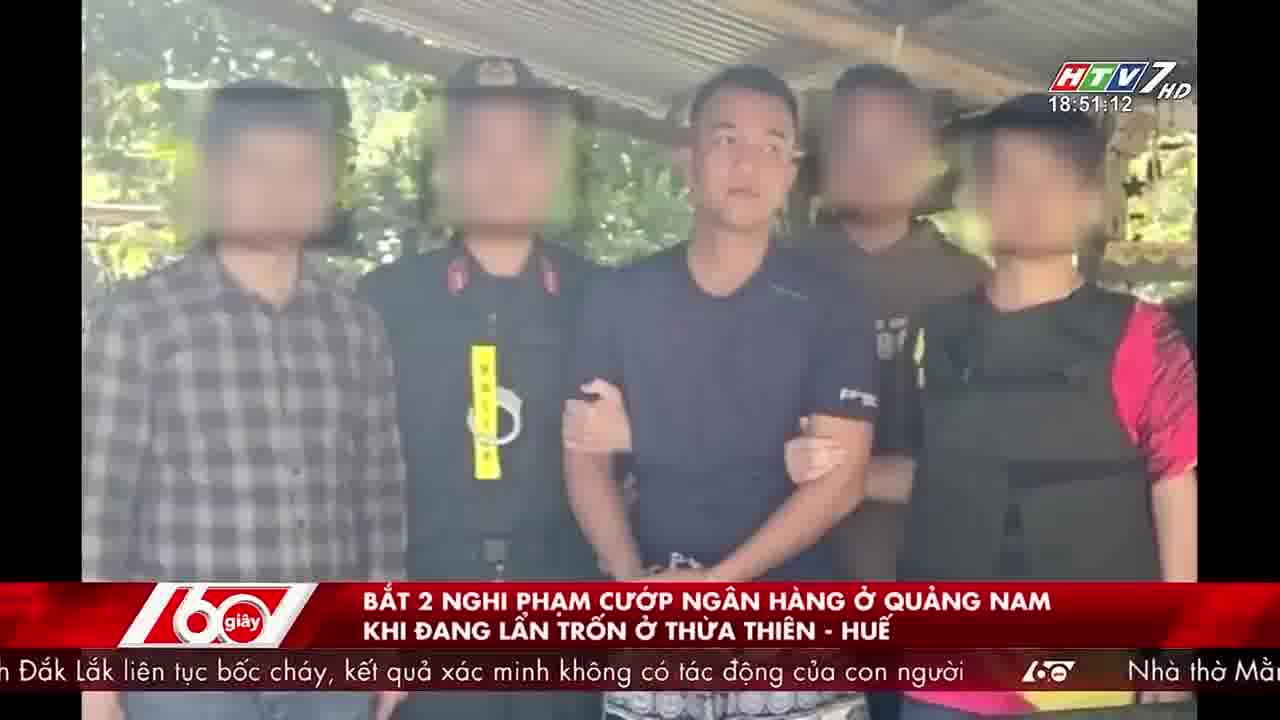 HTV7 HD
18:51:12
60 giây
BẮT 2 NGHI PHẠM CƯỚP NGÂN HÀNG Ở QUẢNG NAM
KHI ĐANG LẨN TRỐN Ở THỪA THIÊN - HUẾ
h Đắk Lắk liên tục bốc cháy, kết quả xác minh không có tác động của con người
60
Nhà thờ Mằn